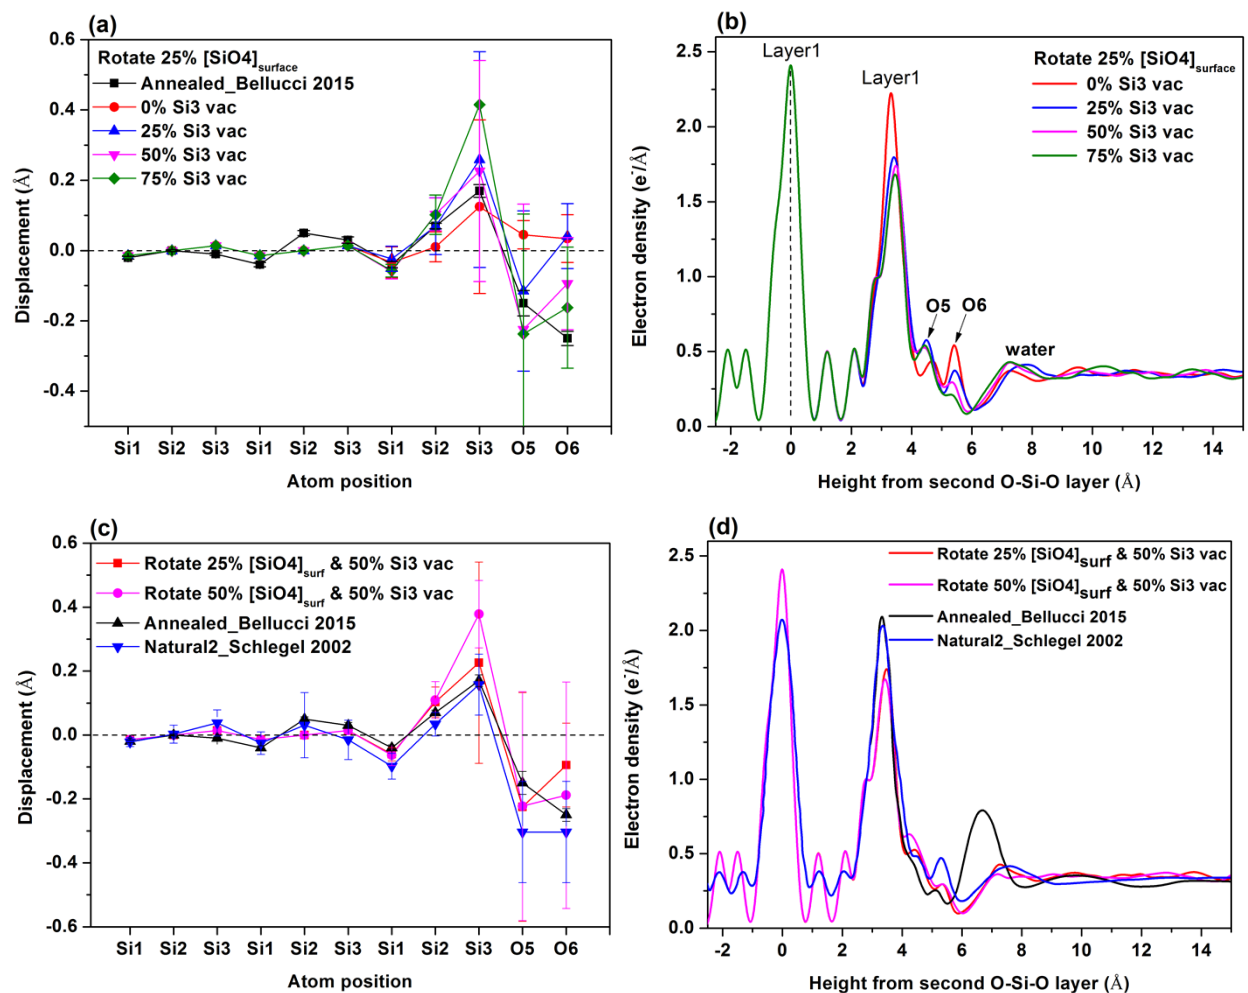 (a)
0.6
0.4
0.2
0.0
-0.2
-0.4
Displacement (Å)
Rotate 25% [SiO4]surface
Annealed_Bellucci 2015
0% Si3 vac
25% Si3 vac
50% Si3 vac
75% Si3 vac
Si1 Si2 Si3 Si1 Si2 Si3 Si1 Si2 Si3 O5 O6
Atom position
(b)
2.5
2.0
1.5
1.0
0.5
0.0
Electron density (e-/Å)
Layer1
Layer1
Rotate 25% [SiO4]surface
0% Si3 vac
25% Si3 vac
50% Si3 vac
75% Si3 vac
O5
O6
water
-2 0 2 4 6 8 10 12 14
Height from second O-Si-O layer (Å)
(c)
0.6
0.4
0.2
0.0
-0.2
-0.4
-0.6
Displacement (Å)
Rotate 25% [SiO4]surf & 50% Si3 vac
Rotate 50% [SiO4]surf & 50% Si3 vac
Annealed_Bellucci 2015
Natural2_Schlegel 2002
Si1 Si2 Si3 Si1 Si2 Si3 Si1 Si2 Si3 O5 O6
Atom position
(d)
2.5
2.0
1.5
1.0
0.5
0.0
Electron density (e-/Å)
Rotate 25% [SiO4]surf & 50% Si3 vac
Rotate 50% [SiO4]surf & 50% Si3 vac
Annealed_Bellucci 2015
Natural2_Schlegel 2002
-2 0 2 4 6 8 10 12 14
Height from second O-Si-O layer (Å)